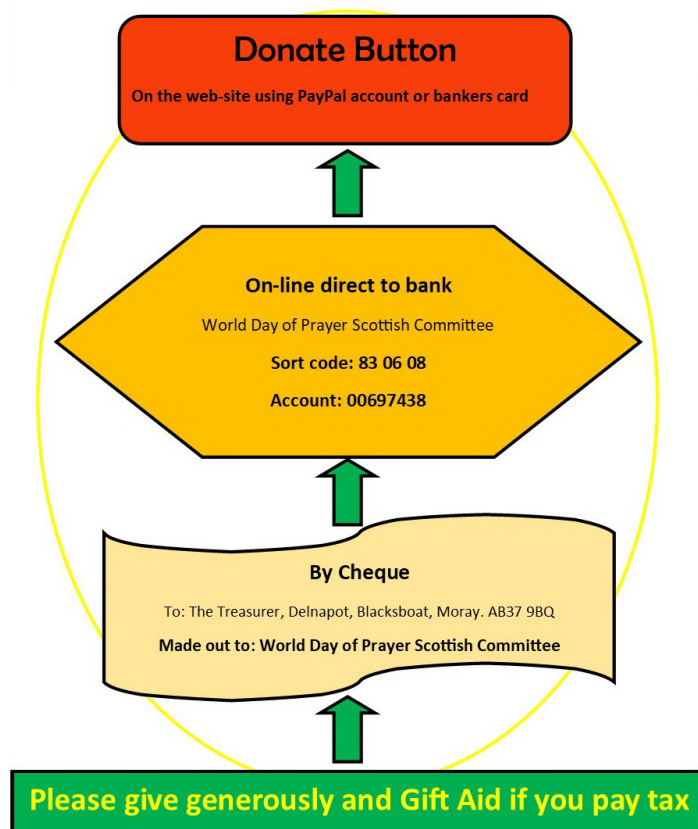 Donate Button
On the web-site using PayPal account or bankers card
On-line direct to bank
World Day of Prayer Scottish Committee
Sort code: 83 06 08
Account: 00697438
By Cheque
To: The Treasurer, Delnapot, Blacksboat, Moray. AB37 9BQ
Made out to: World Day of Prayer Scottish Committee
Please give generously and Gift Aid if you pay tax